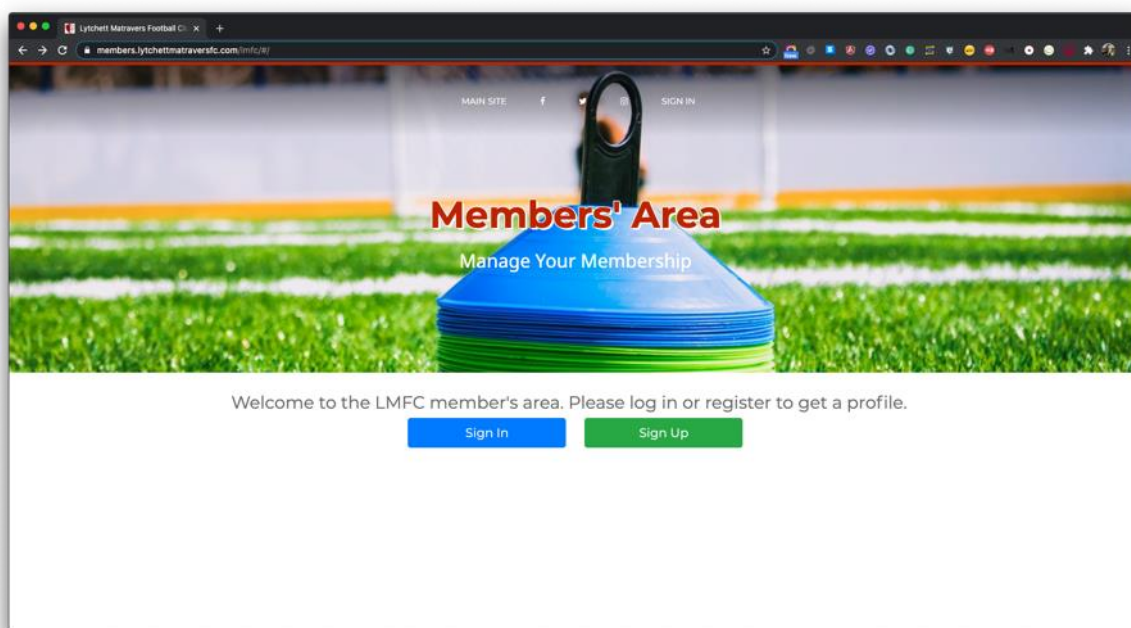 Lytchett Matravers Football Cl
members.lytchettmatraversfc.com/lmfc/#/
MAIN SITE
SIGN IN
Members' Area
Manage Your Membership
Welcome to the LMFC member's area. Please log in or register to get a profile.
Sign In
Sign Up